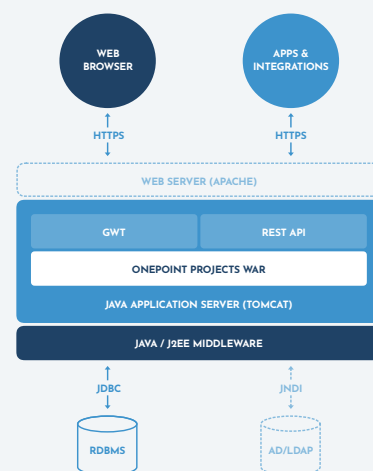 WEB
BROWSER
APPS &
INTEGRATIONS
HTTPS
HTTPS
WEB SERVER (APACHE)
GWT
REST API
ONEPOINT PROJECTS WAR
JAVA APPLICATION SERVER (TOMCAT)
JAVA / J2EE MIDDLEWARE
JDBC
JNDI
RDBMS
AD/LDAP